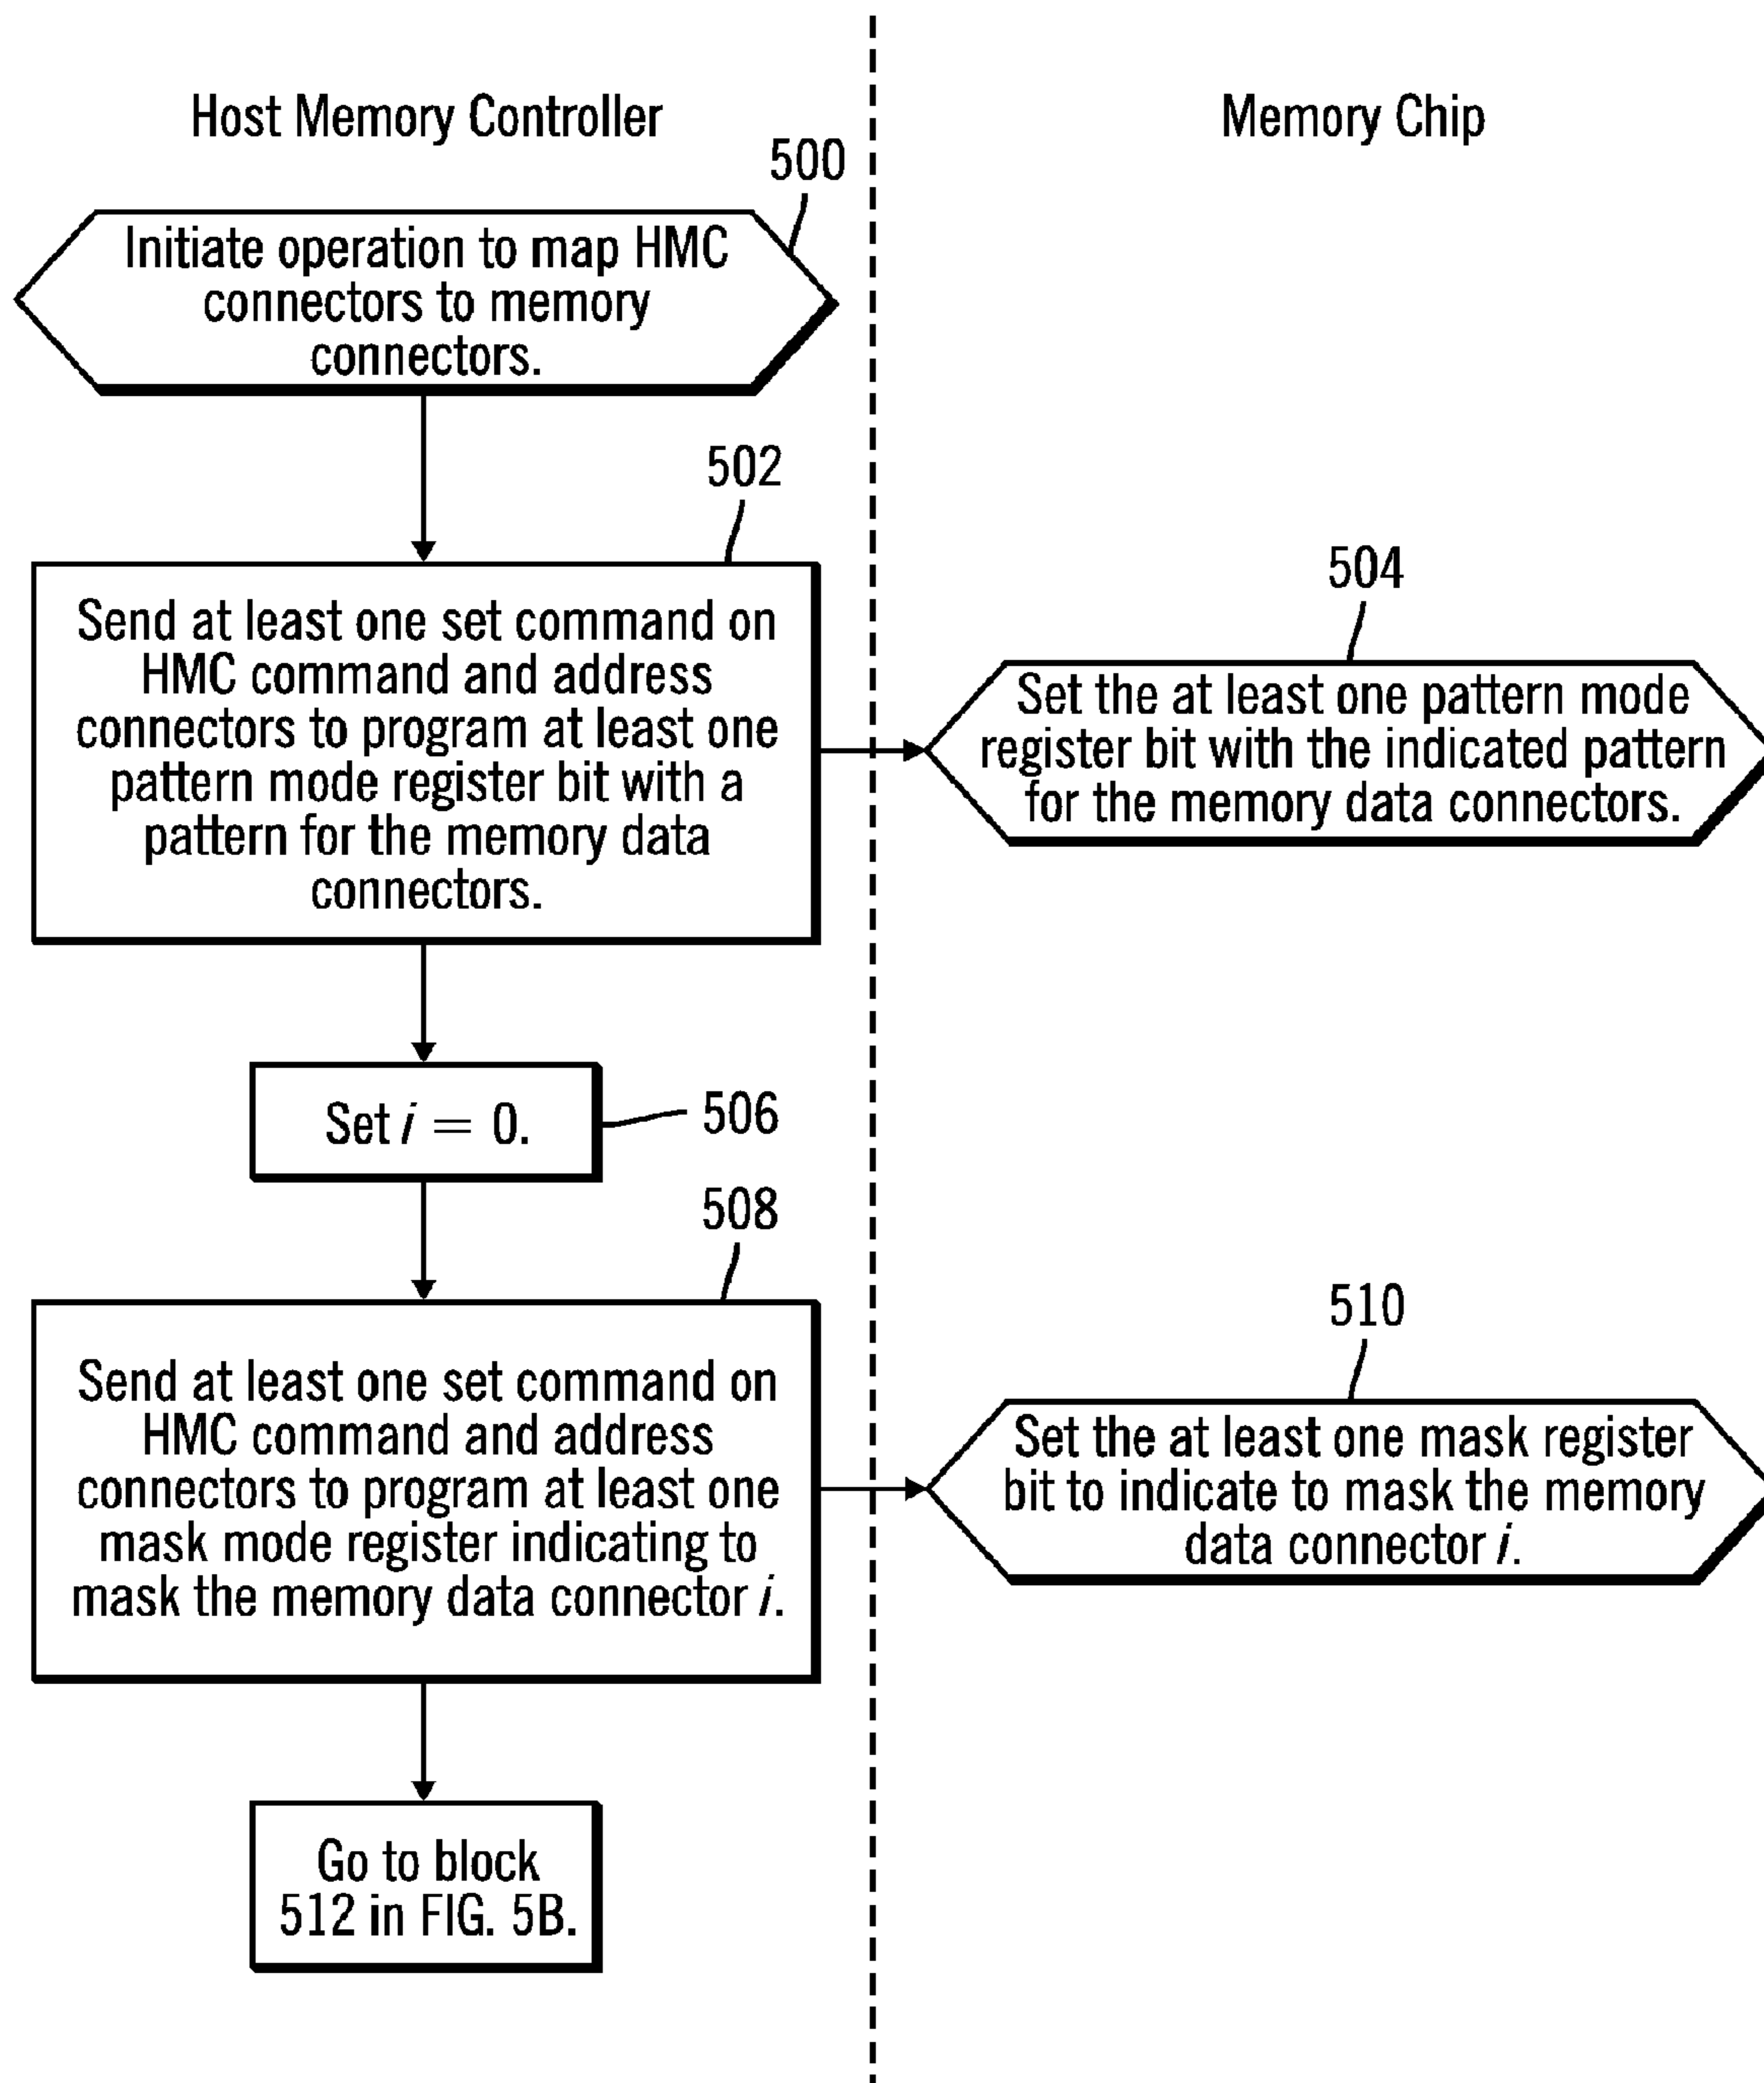 Host Memory Controller
Memory Chip
500
Initiate operation to map HMC
connectors to memory
connectors.
502
Send at least one set command on
HMC command and address
connectors to program at least one
pattern mode register bit with a
pattern for the memory data
connectors.
504
Set the at least one pattern mode
register bit with the indicated pattern
for the memory data connectors.
Set i = 0.
506
508
Send at least one set command on
HMC command and address
connectors to program at least one
mask mode register indicating to
mask the memory data connector i.
510
Set the at least one mask register
bit to indicate to mask the memory
data connector i.
Go to block
512 in FIG. 5B.